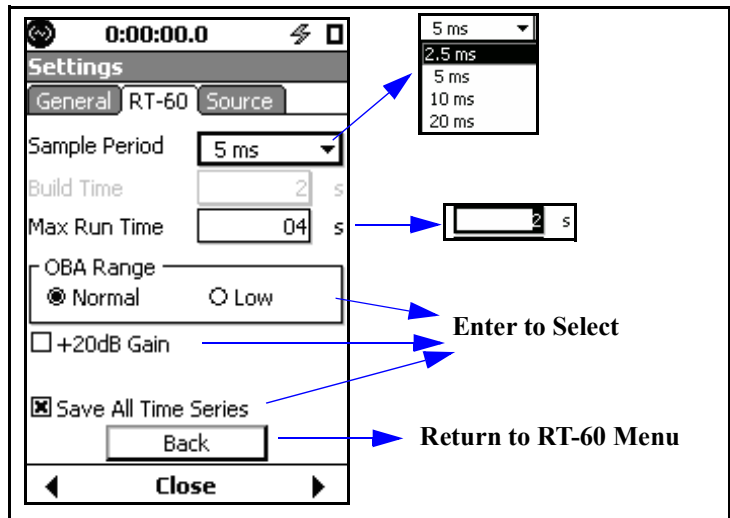 0:00:00.0
Settings
General RT-60 Source
Sample Period 5 ms
Build Time 2 s
Max Run Time 04 s
OBA Range
Normal Low
+20dB Gain
Save All Time Series
Back
Close
5 ms
2.5 ms
5 ms
10 ms
20 ms
2 s
Enter to Select
Return to RT-60 Menu